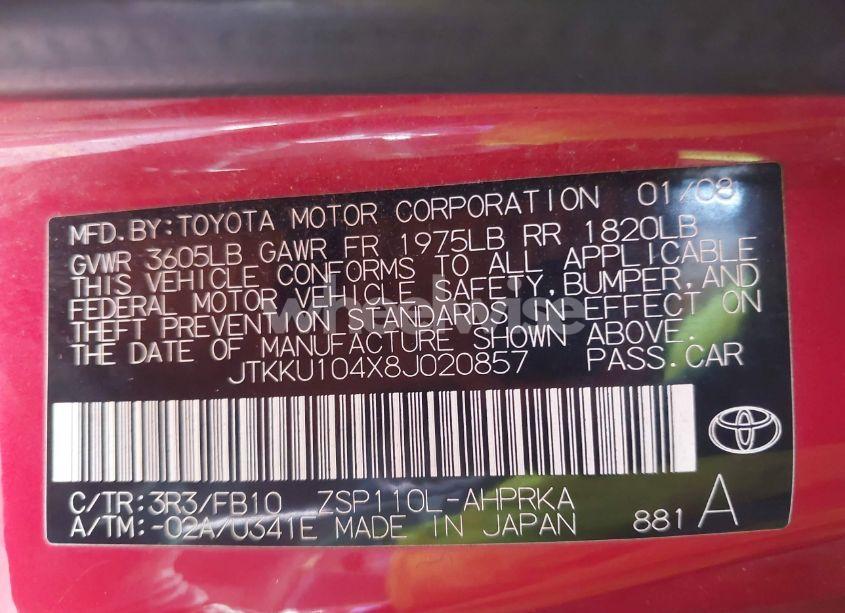 MFD.BY:TOYOTA MOTOR CORPORATION 01/08
GVWR 3605LB GAWR FR 1975LB RR 1820LB
THIS VEHICLE CONFORMS TO ALL APPLICABLE
FEDERAL MOTOR VEHICLE SAFETY,BUMPER,AND
THEFT PREVENTION STANDARDS IN EFFECT ON
THE DATE OF MANUFACTURE SHOWN ABOVE.
JTKKU104X8J020857 PASS.CAR
C/TR:3R3/FB10 ZSP110L-AHPRKA
A/TM:-02A/U341E MADE IN JAPAN 881 A
wheelwise